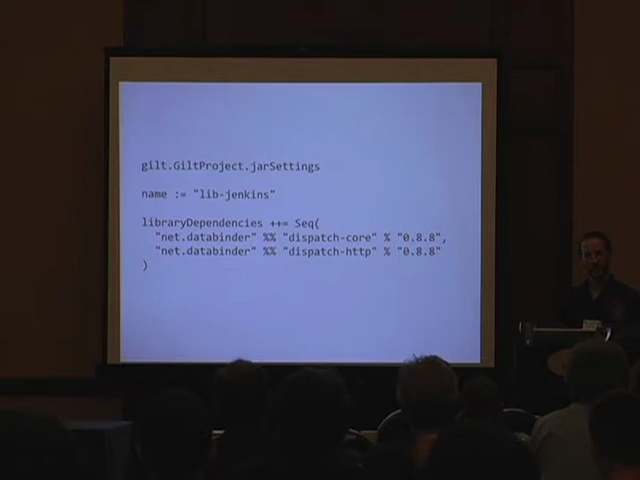 gilt.GiltProject.jarSettings
name := "lib-jenkins"
libraryDependencies ++= Seq(
"net.databinder" %% "dispatch-core" % "0.8.8",
"net.databinder" %% "dispatch-http" % "0.8.8"
)